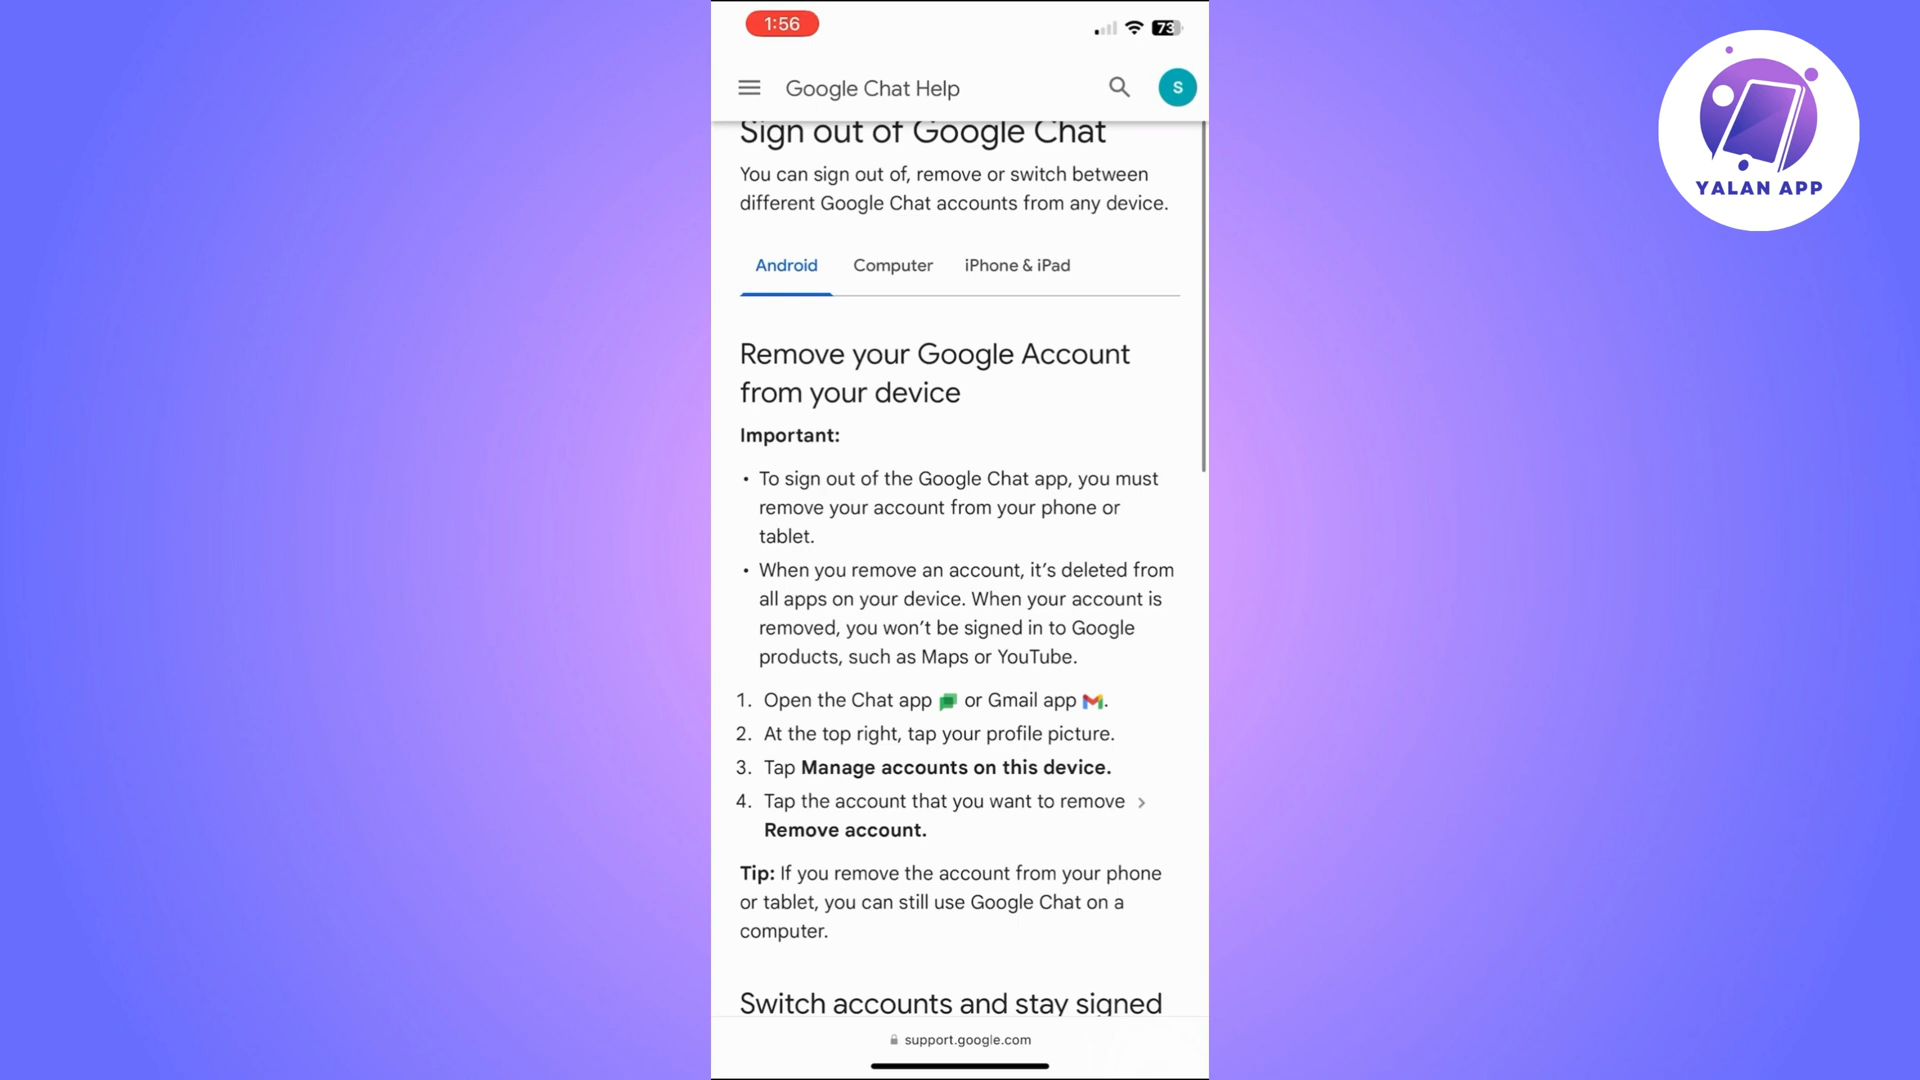 1:56
73
Google Chat Help
S
Sign out of Google Chat
You can sign out of, remove or switch between
different Google Chat accounts from any device.
Android Computer iPhone & iPad
Remove your Google Account
from your device
Important:
• To sign out of the Google Chat app, you must
remove your account from your phone or
tablet.
• When you remove an account, it’s deleted from
all apps on your device. When your account is
removed, you won’t be signed in to Google
products, such as Maps or YouTube.
1. Open the Chat app or Gmail app .
2. At the top right, tap your profile picture.
3. Tap Manage accounts on this device.
4. Tap the account that you want to remove >
Remove account.
Tip: If you remove the account from your phone
or tablet, you can still use Google Chat on a
computer.
Switch accounts and stay signed
support.google.com
YALAN APP